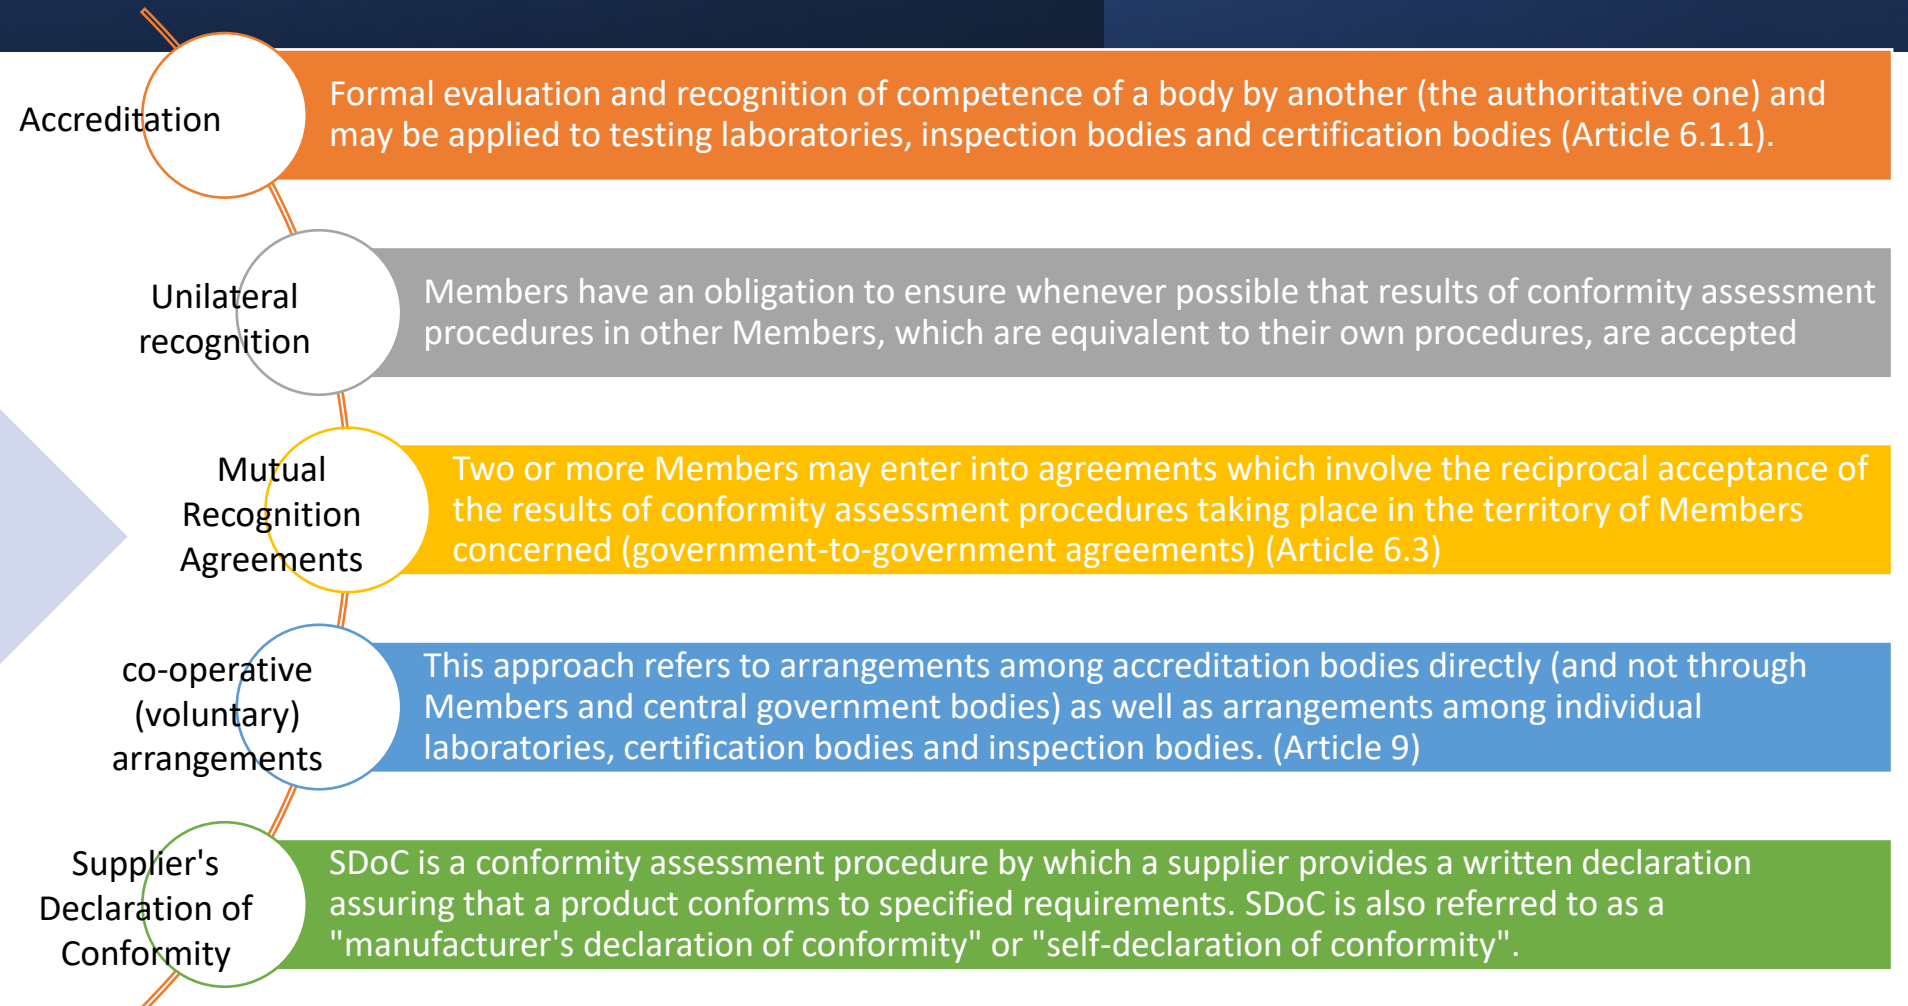 Accreditation
Formal evaluation and recognition of competence of a body by another (the authoritative one) and
may be applied to testing laboratories, inspection bodies and certification bodies (Article 6.1.1).
Unilateral
recognition
Members have an obligation to ensure whenever possible that results of conformity assessment
procedures in other Members, which are equivalent to their own procedures, are accepted
Mutual
Recognition
Agreements
Two or more Members may enter into agreements which involve the reciprocal acceptance of
the results of conformity assessment procedures taking place in the territory of Members
concerned (government-to-government agreements) (Article 6.3)
co-operative
(voluntary)
arrangements
This approach refers to arrangements among accreditation bodies directly (and not through
Members and central government bodies) as well as arrangements among individual
laboratories, certification bodies and inspection bodies. (Article 9)
Supplier's
Declaration of
Conformity
SDoC is a conformity assessment procedure by which a supplier provides a written declaration
assuring that a product conforms to specified requirements. SDoC is also referred to as a
"manufacturer's declaration of conformity" or "self-declaration of conformity".